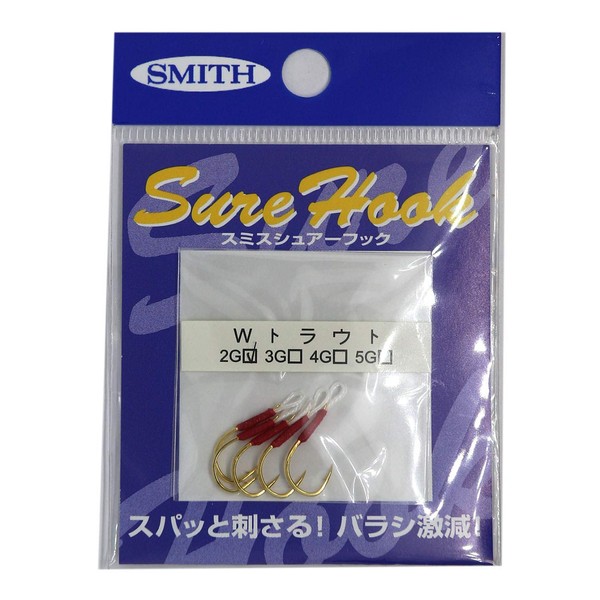 SMITH
Sure Hook
スミスシュアーフック
Wトラウト
2G☑ 3G☐ 4G☐ 5G☐
スパッと刺さる! バラシ激減!